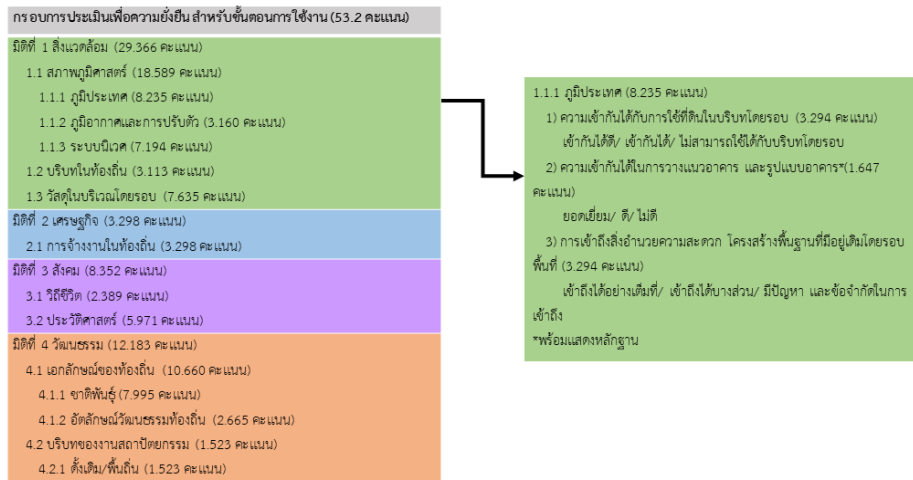 กรอบการประเมินเพื่อความยั่งยืน สำหรับขั้นตอนการใช้งาน (53.2 คะแนน)
มิติที่ 1 สิ่งแวดล้อม (29.366 คะแนน)
1.1 สภาพภูมิศาสตร์ (18.589 คะแนน)
1.1.1 ภูมิประเทศ (8.235 คะแนน)
1.1.2 ภูมิอากาศและการปรับตัว (3.160 คะแนน)
1.1.3 ระบบนิเวศ (7.194 คะแนน)
1.2 บริบทในท้องถิ่น (3.113 คะแนน)
1.3 วัสดุในบริเวณโดยรอบ (7.635 คะแนน)
มิติที่ 2 เศรษฐกิจ (3.298 คะแนน)
2.1 การจ้างงานในท้องถิ่น (3.298 คะแนน)
มิติที่ 3 สังคม (8.352 คะแนน)
3.1 วิถีชีวิต (2.389 คะแนน)
3.2 ประวัติศาสตร์ (5.971 คะแนน)
มิติที่ 4 วัฒนธรรม (12.183 คะแนน)
4.1 เอกลักษณ์ของท้องถิ่น (10.660 คะแนน)
4.1.1 ชาติพันธุ์ (7.995 คะแนน)
4.1.2 อัตลักษณ์วัฒนธรรมท้องถิ่น (2.665 คะแนน)
4.2 บริบทของงานสถาปัตยกรรม (1.523 คะแนน)
4.2.1 ดั้งเดิม/พื้นถิ่น (1.523 คะแนน)
1.1.1 ภูมิประเทศ (8.235 คะแนน)
1) ความเข้ากันได้กับการใช้ที่ดินในบริบทโดยรอบ (3.294 คะแนน)
เข้ากันได้ดี/ เข้ากันได้/ ไม่สามารถใช้ได้กับบริบทโดยรอบ
2) ความเข้ากันได้ในการวางแนวอาคาร และรูปแบบอาคาร*(1.647
คะแนน)
ยอดเยี่ยม/ ดี/ ไม่ดี
3) การเข้าถึงสิ่งอำนวยความสะดวก โครงสร้างพื้นฐานที่มีอยู่เดิมโดยรอบ
พื้นที่ (3.294 คะแนน)
เข้าถึงได้อย่างเต็มที่/ เข้าถึงได้บางส่วน/ มีปัญหา และข้อจำกัดในการ
เข้าถึง
*พร้อมแสดงหลักฐาน